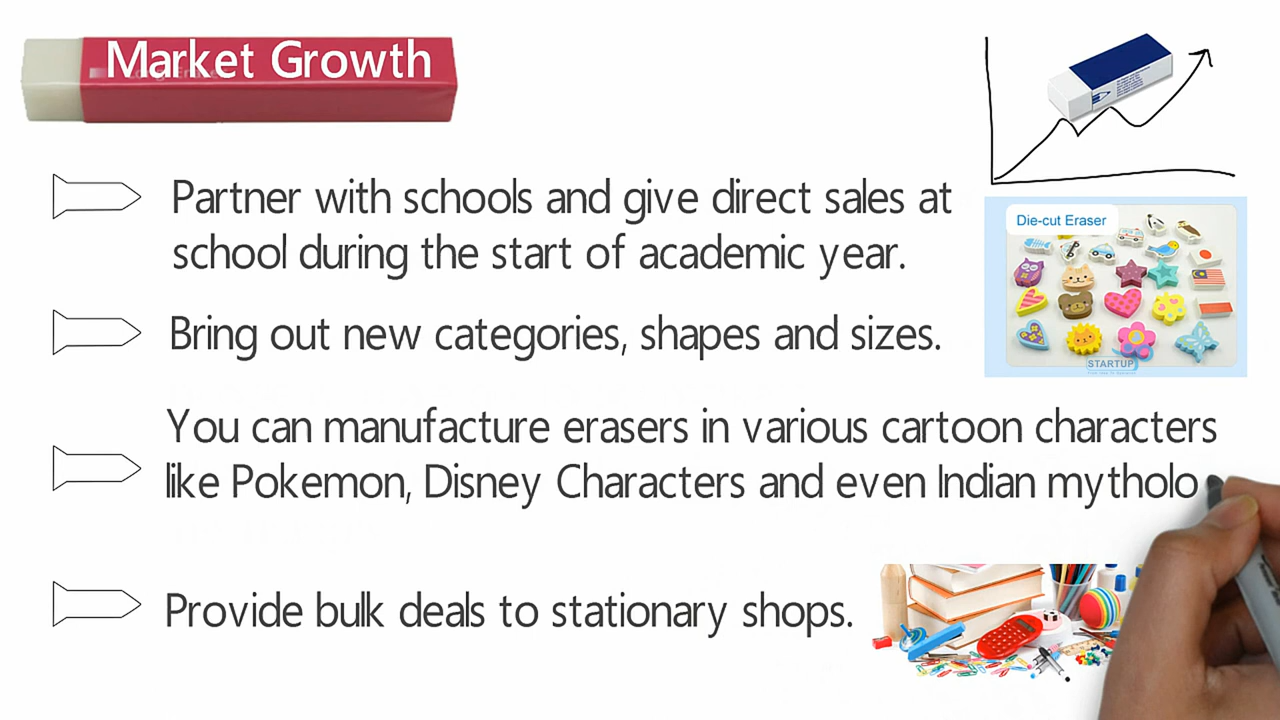 Market Growth
Partner with schools and give direct sales at
school during the start of academic year.
Die-cut Eraser
STARTUP
Bring out new categories, shapes and sizes.
You can manufacture erasers in various cartoon characters
like Pokemon, Disney Characters and even Indian mytholo
Provide bulk deals to stationary shops.